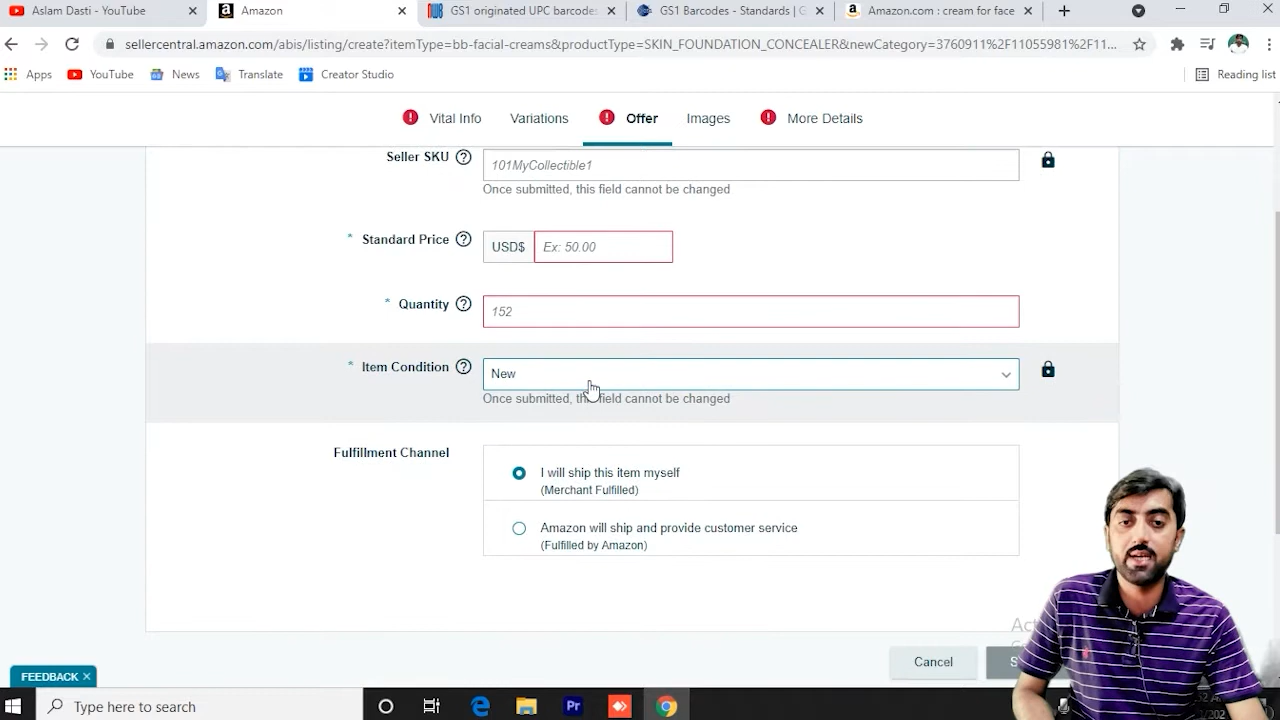 Aslam Dasti - YouTube
Amazon
GS1 originated UPC barcodes
GS1 Barcodes - Standards | G
Amazon.com : cream for face
sellercentral.amazon.com/abis/listing/create?itemType=bb-facial-creams&productType=SKIN_FOUNDATION_CONCEALER&newCategory=3760911%2F11055981%2F11...
Apps
YouTube
News
Translate
Creator Studio
Reading list
Vital Info
Variations
Offer
Images
More Details
Seller SKU
101MyCollectible1
Once submitted, this field cannot be changed
* Standard Price
USD$
Ex: 50.00
* Quantity
152
* Item Condition
New
Once submitted, this field cannot be changed
Fulfillment Channel
I will ship this item myself
(Merchant Fulfilled)
Amazon will ship and provide customer service
(Fulfilled by Amazon)
Cancel
FEEDBACK
Type here to search